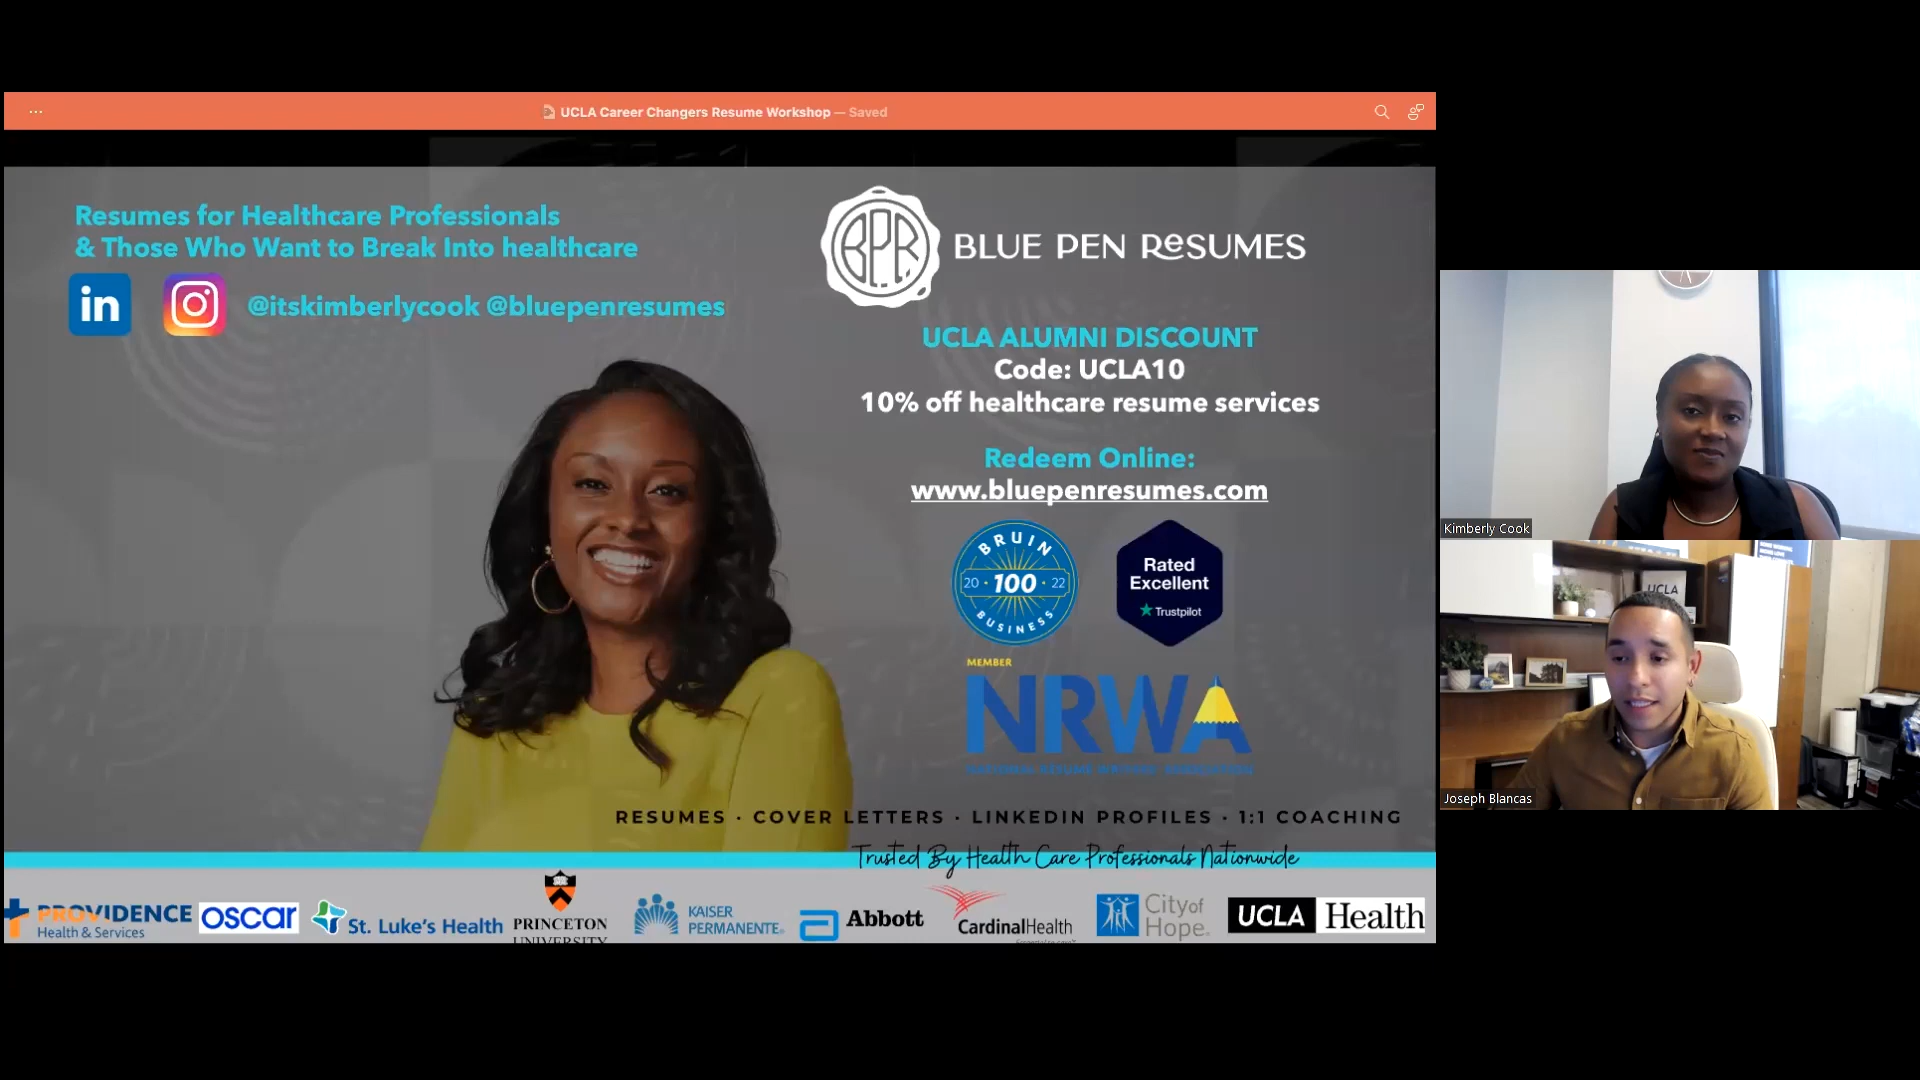 UCLA Career Changers Resume Workshop — Saved
Resumes for Healthcare Professionals
& Those Who Want to Break Into healthcare
in
@itskimberlycook @bluepenresumes
BPR
BLUE PEN ReSUMES
UCLA ALUMNI DISCOUNT
Code: UCLA10
10% off healthcare resume services
Redeem Online:
www.bluepenresumes.com
BRUIN
20 · 100 · 22
BUSINESS
Rated
Excellent
Trustpilot
MEMBER
NRWA
RESUMES · COVER LETTERS · LINKEDIN PROFILES · 1:1 COACHING
Trusted By Health Care Professionals Nationwide
PROVIDENCE
Health & Services
oscar
St. Luke's Health
PRINCETON
UNIVERSITY
KAISER
PERMANENTE®
Abbott
CardinalHealth
City of
Hope®
UCLA Health
Kimberly Cook
UCLA
Joseph Blancas